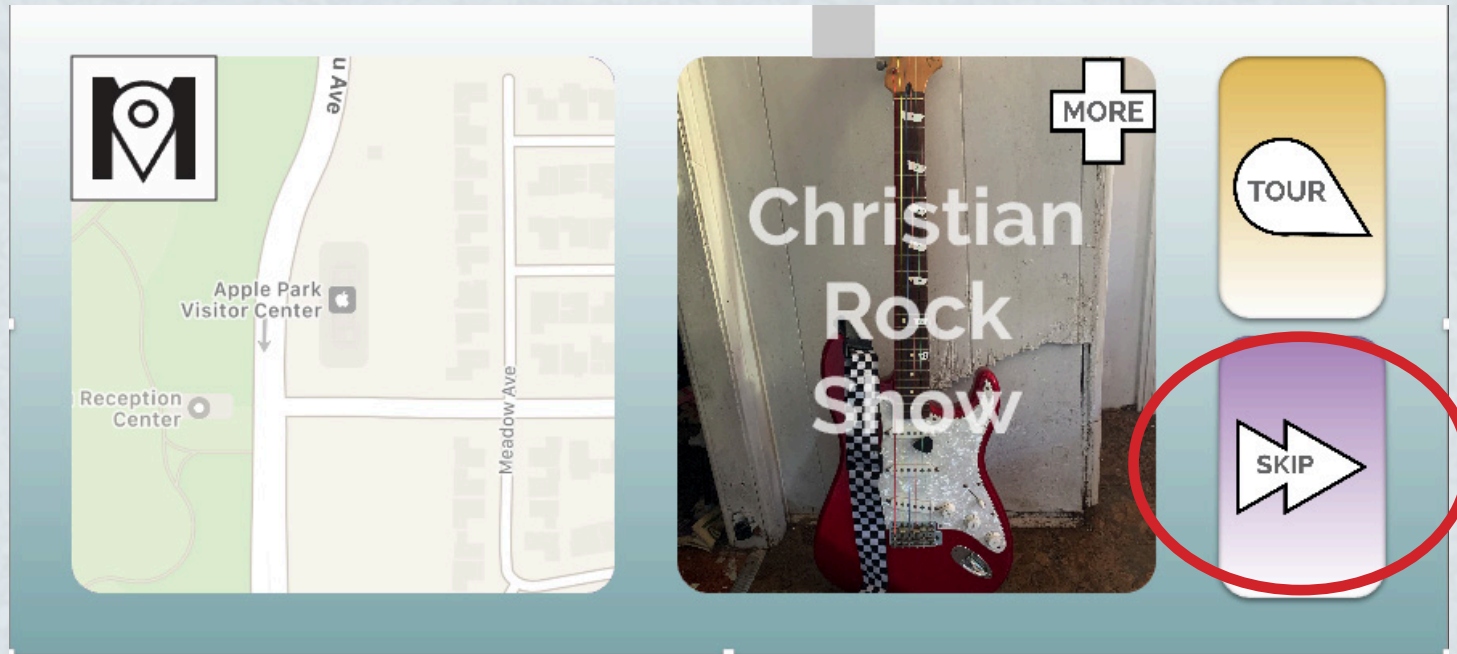 u Ave
Apple Park
Visitor Center
Reception
Center
Meadow Ave
MORE
Christian
Rock
Show
TOUR
SKIP